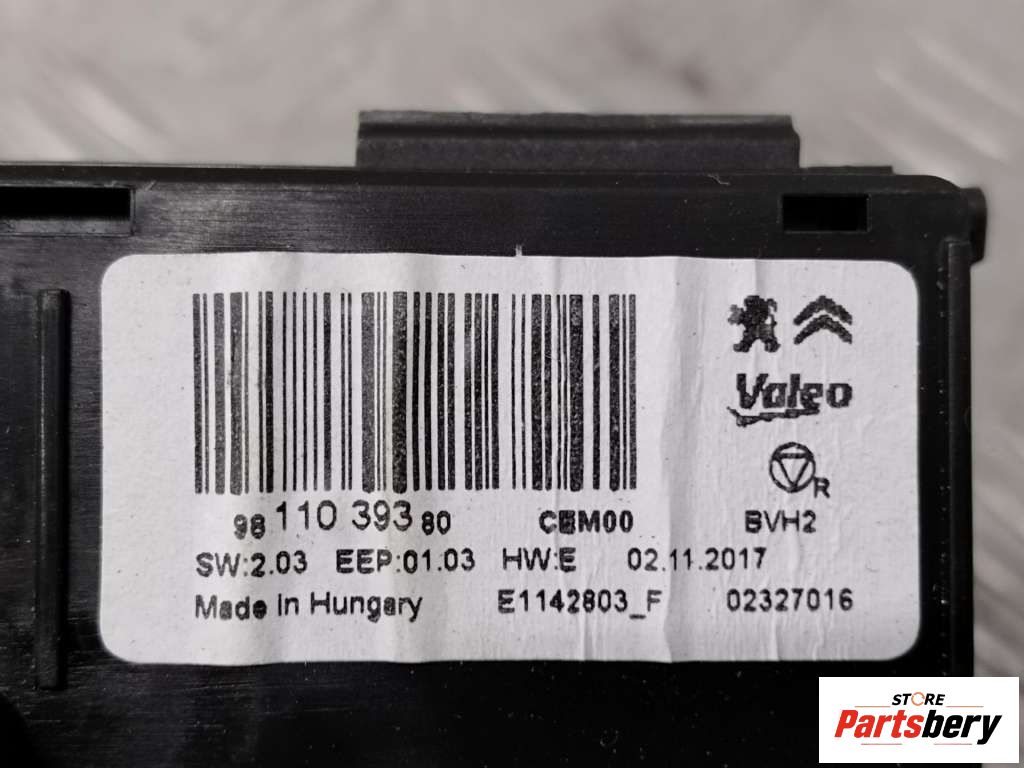 Valeo
R
98 110 393 80 CBM00 BVH2
SW:2.03 EEP:01.03 HW:E 02.11.2017
Made in Hungary E1142803_F 02327016
STORE
Partsbery